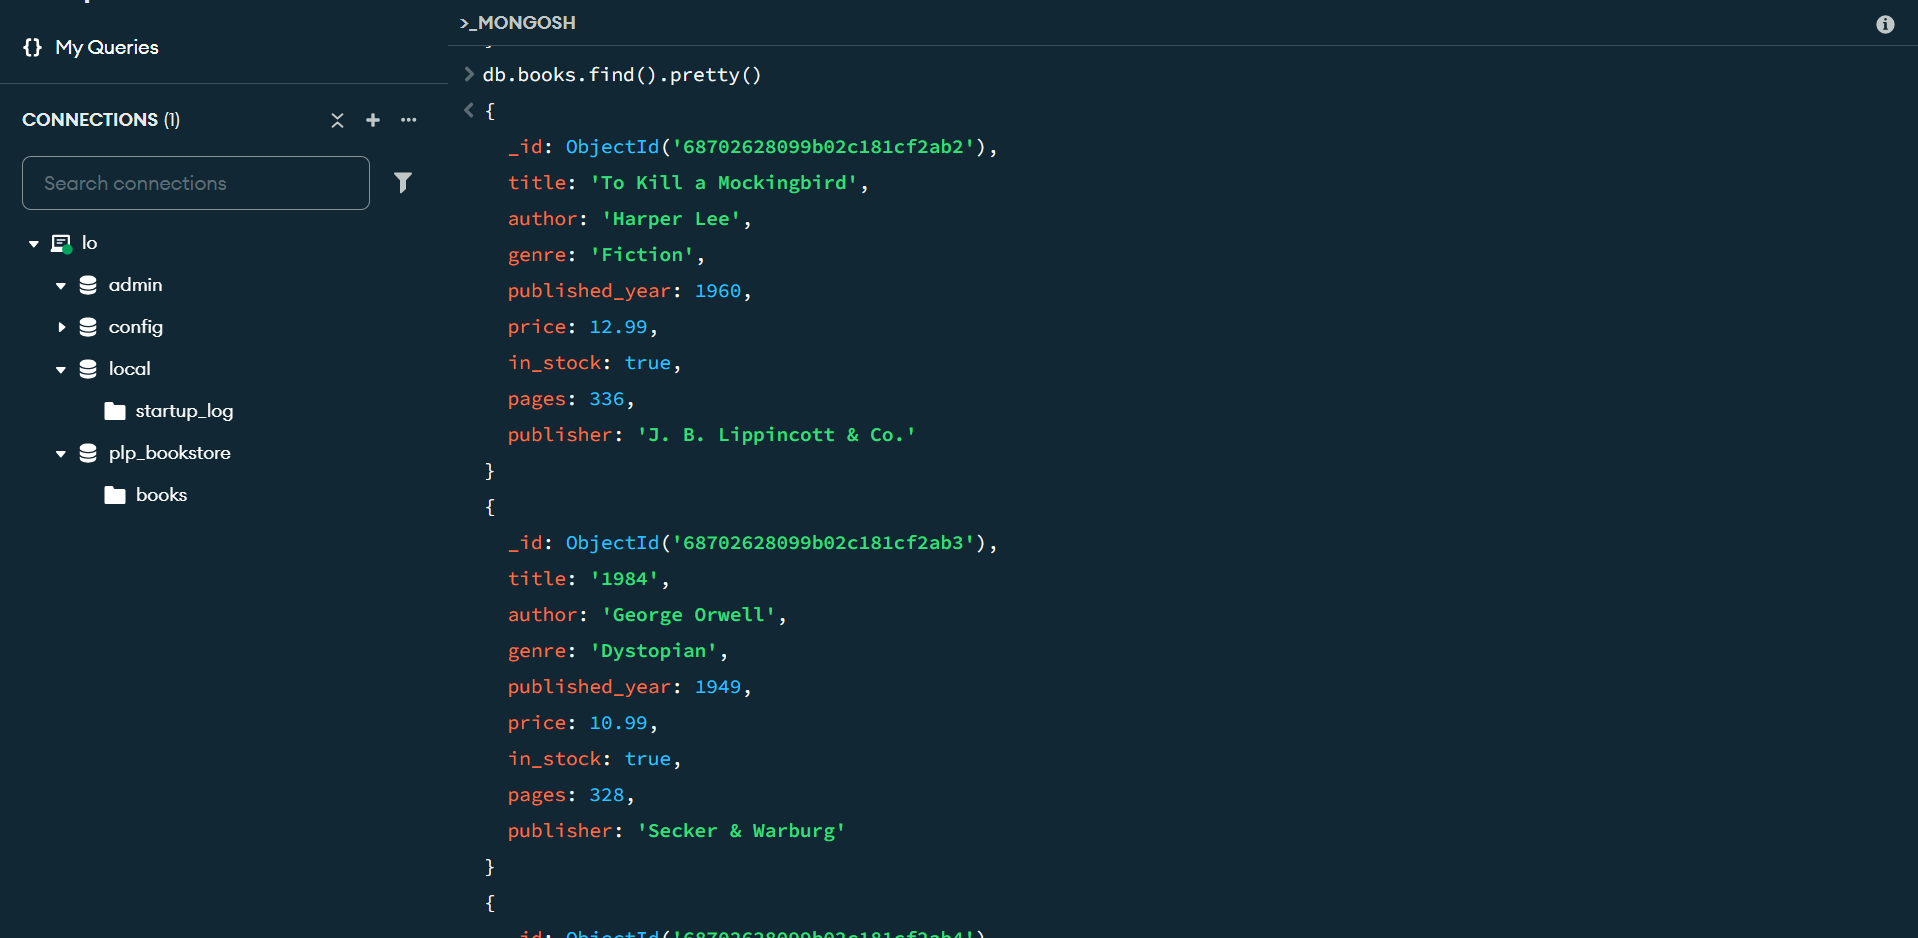 My Queries
CONNECTIONS (1)
Search connections
lo
admin
config
local
startup_log
plp_bookstore
books
>_MONGOSH
db.books.find().pretty()
{
_id: ObjectId('68702628099b02c181cf2ab2'),
title: 'To Kill a Mockingbird',
author: 'Harper Lee',
genre: 'Fiction',
published_year: 1960,
price: 12.99,
in_stock: true,
pages: 336,
publisher: 'J. B. Lippincott & Co.'
}
{
_id: ObjectId('68702628099b02c181cf2ab3'),
title: '1984',
author: 'George Orwell',
genre: 'Dystopian',
published_year: 1949,
price: 10.99,
in_stock: true,
pages: 328,
publisher: 'Secker & Warburg'
}
{
_id: ObjectId('68702628099b02c181cf2ab4')